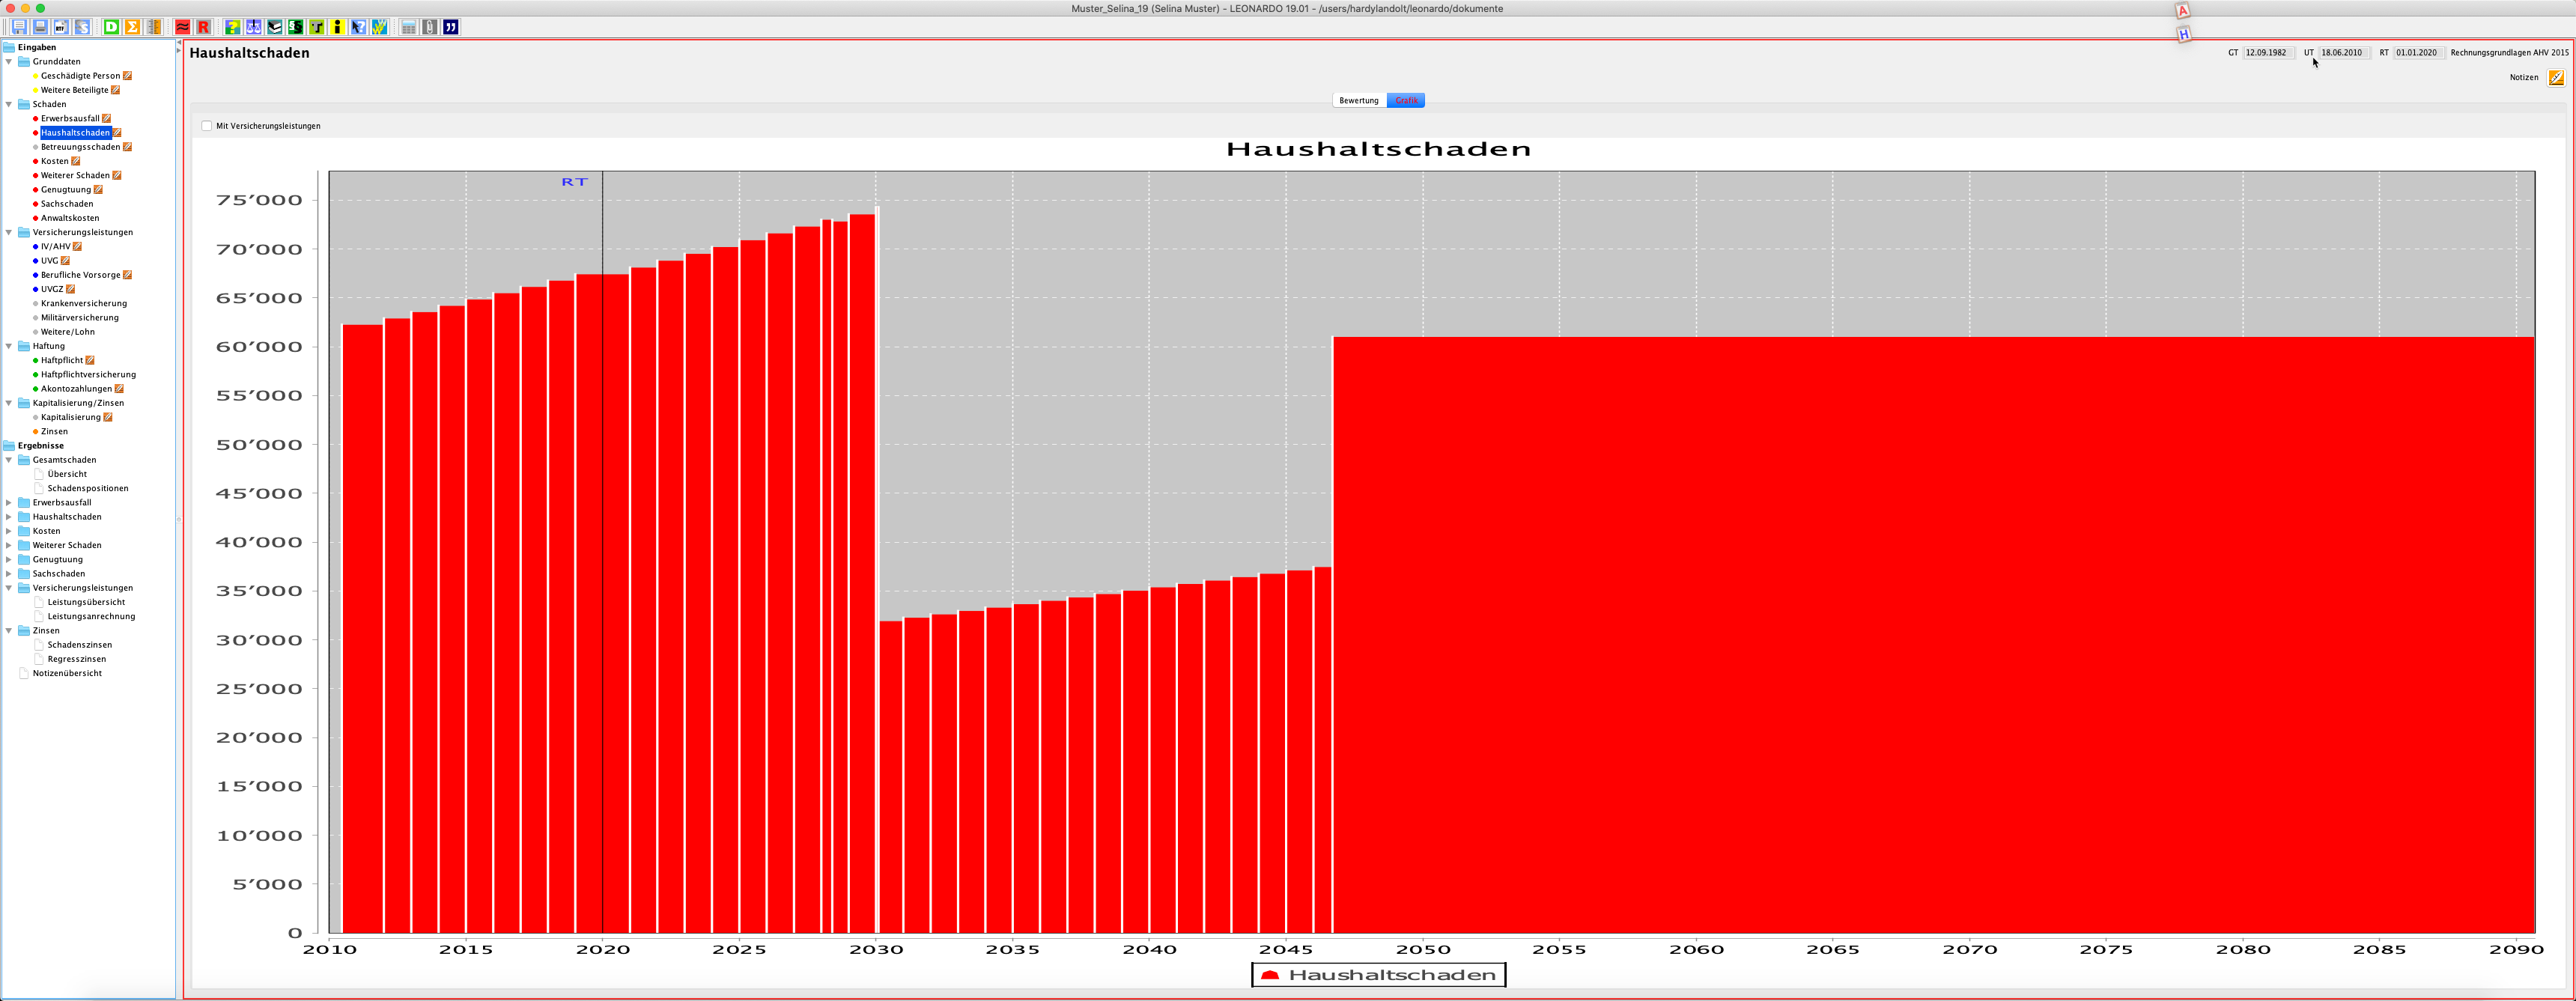 Muster_Selina_19 (Selina Muster) - LEONARDO 19.01 - /users/hardylandolt/leonardo/dokumente
A
H
RTF
$
D
Σ
R
?
§
T
i
W
”
Eingaben
Grunddaten
Geschädigte Person
Weitere Beteiligte
Schaden
Erwerbsausfall
Haushaltschaden
Betreuungsschaden
Kosten
Weiterer Schaden
Genugtuung
Sachschaden
Anwaltskosten
Versicherungsleistungen
IV/AHV
UVG
Berufliche Vorsorge
UVGZ
Krankenversicherung
Militärversicherung
Weitere/Lohn
Haftung
Haftpflicht
Haftpflichtversicherung
Akontozahlungen
Kapitalisierung/Zinsen
Kapitalisierung
Zinsen
Ergebnisse
Gesamtschaden
Übersicht
Schadenspositionen
Erwerbsausfall
Haushaltschaden
Kosten
Weiterer Schaden
Genugtuung
Sachschaden
Versicherungsleistungen
Leistungsübersicht
Leistungsanrechnung
Zinsen
Schadenszinsen
Regresszinsen
Notizenübersicht
Haushaltschaden
GT 12.09.1982 UT 18.06.2010 RT 01.01.2020 Rechnungsgrundlagen AHV 2015
Notizen
Bewertung Grafik
Mit Versicherungsleistungen
Haushaltschaden
RT
75’000
70’000
65’000
60’000
55’000
50’000
45’000
40’000
35’000
30’000
25’000
20’000
15’000
10’000
5’000
0
2010 2015 2020 2025 2030 2035 2040 2045 2050 2055 2060 2065 2070 2075 2080 2085 2090
Haushaltschaden